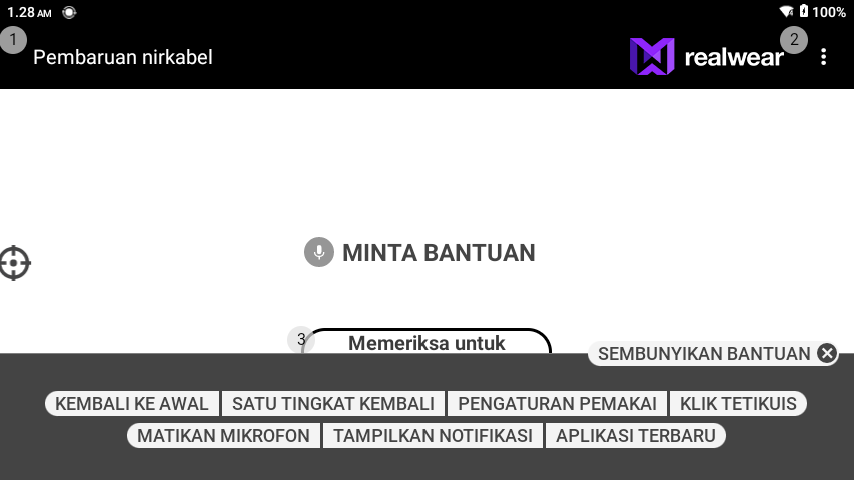 1.28 AM
100%
1
Pembaruan nirkabel
realwear
2
MINTA BANTUAN
3
Memeriksa untuk
SEMBUNYIKAN BANTUAN
KEMBALI KE AWAL
SATU TINGKAT KEMBALI
PENGATURAN PEMAKAI
KLIK TETIKUIS
MATIKAN MIKROFON
TAMPILKAN NOTIFIKASI
APLIKASI TERBARU